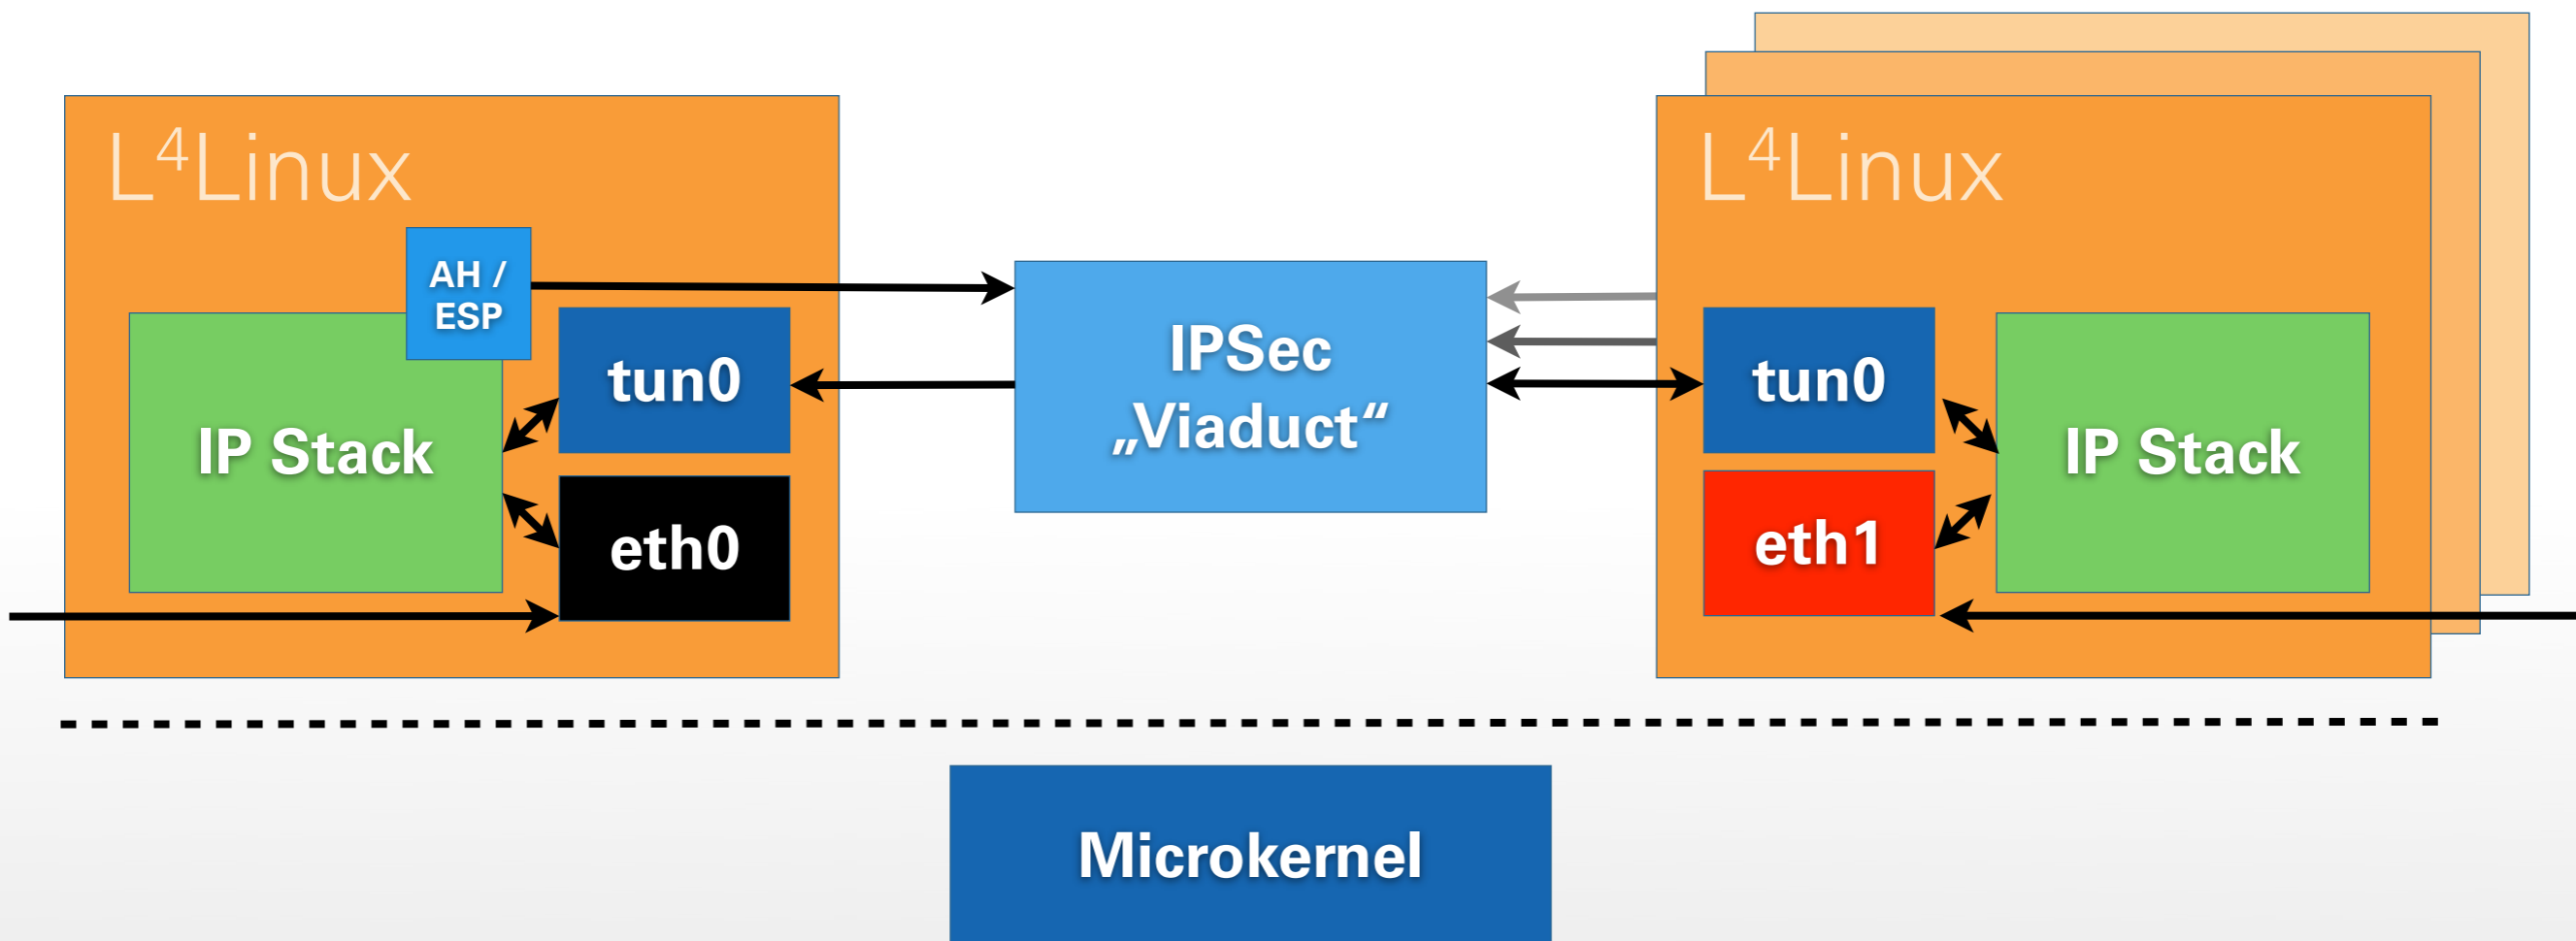 L⁴Linux
AH /
ESP
tun0
IP Stack
eth0
IPSec
„Viaduct“
L⁴Linux
tun0
IP Stack
eth1
Microkernel